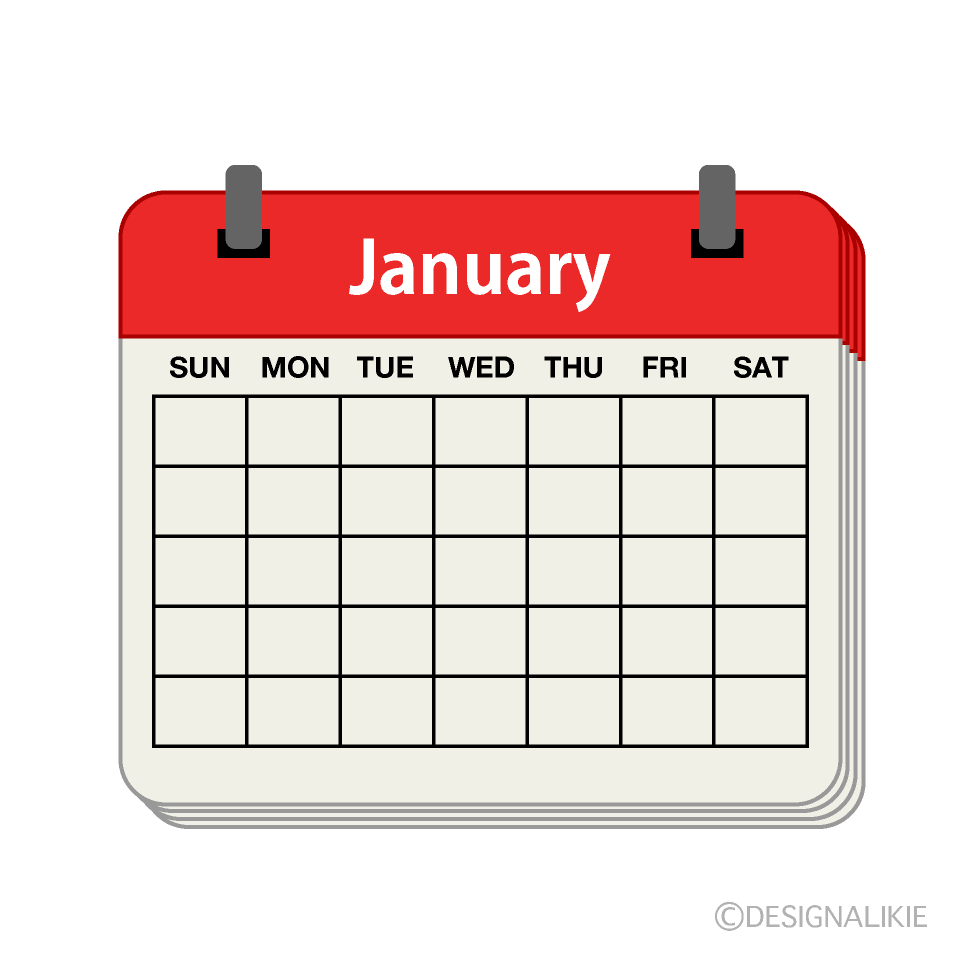 January
SUN MON TUE WED THU FRI SAT
©DESIGNALIKIE